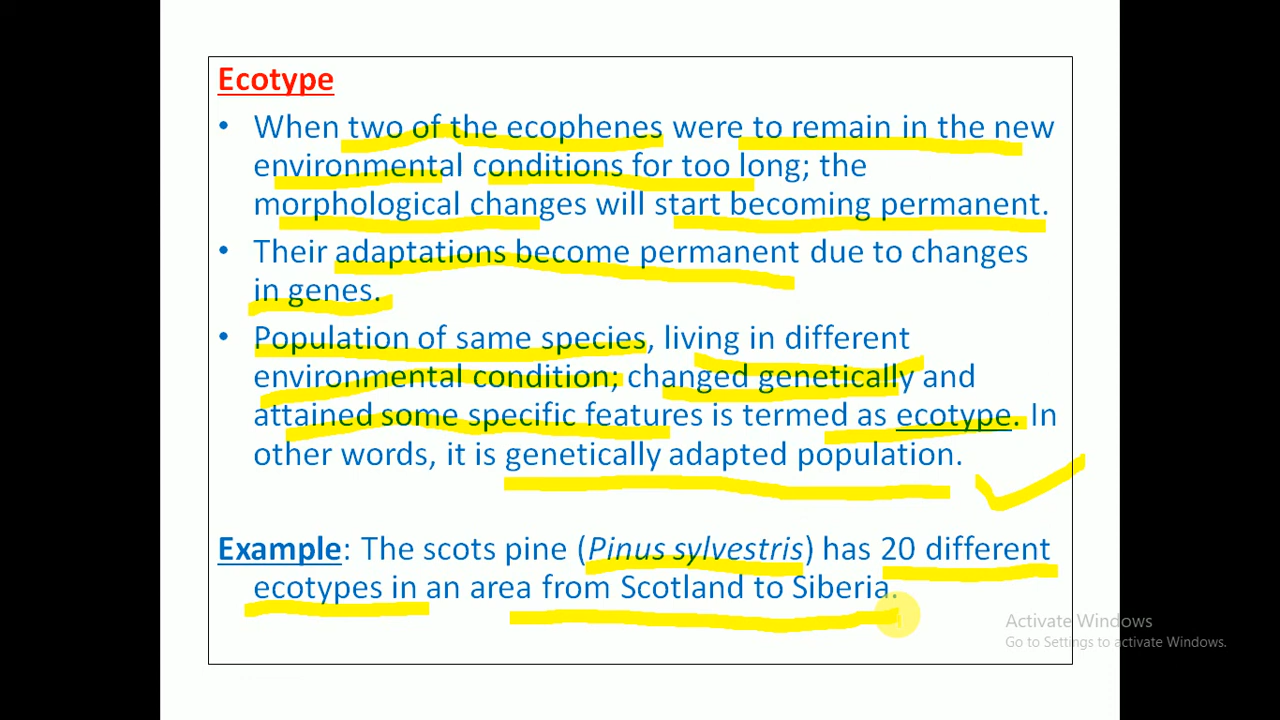 Ecotype
• When two of the ecophenes were to remain in the new
environmental conditions for too long; the
morphological changes will start becoming permanent.
• Their adaptations become permanent due to changes
in genes.
• Population of same species, living in different
environmental condition; changed genetically and
attained some specific features is termed as ecotype. In
other words, it is genetically adapted population.
Example: The scots pine (Pinus sylvestris) has 20 different
ecotypes in an area from Scotland to Siberia.
Activate Windows
Go to Settings to activate Windows.